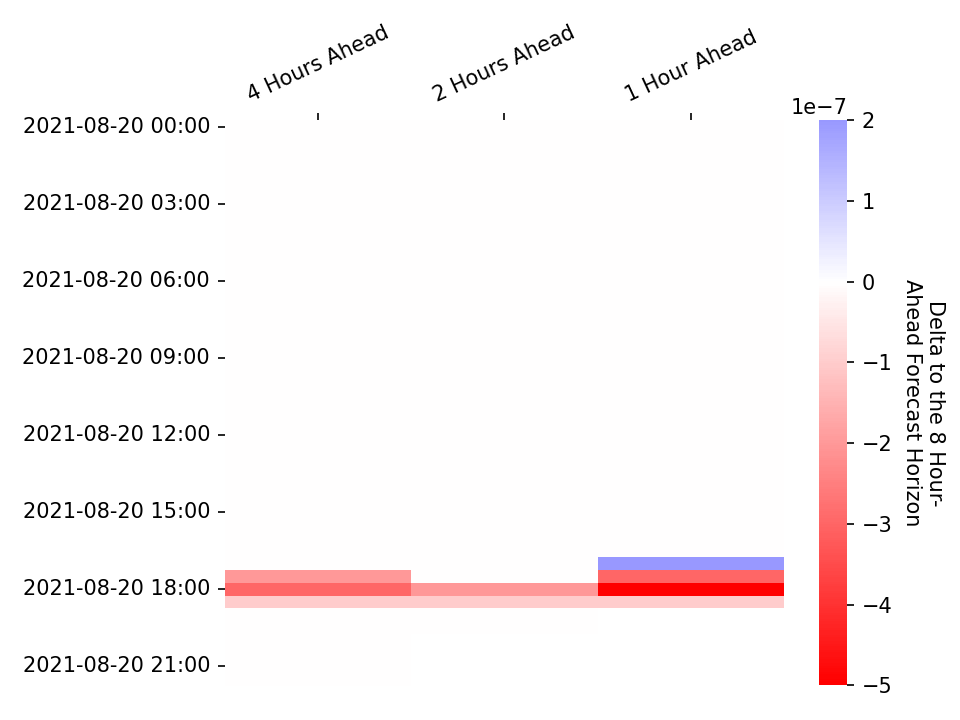 4 Hours Ahead
2 Hours Ahead
1 Hour Ahead
2021-08-20 00:00
2021-08-20 03:00
2021-08-20 06:00
2021-08-20 09:00
2021-08-20 12:00
2021-08-20 15:00
2021-08-20 18:00
2021-08-20 21:00
1e−7
2
1
0
−1
−2
−3
−4
−5
Delta to the 8 Hour-
Ahead Forecast Horizon